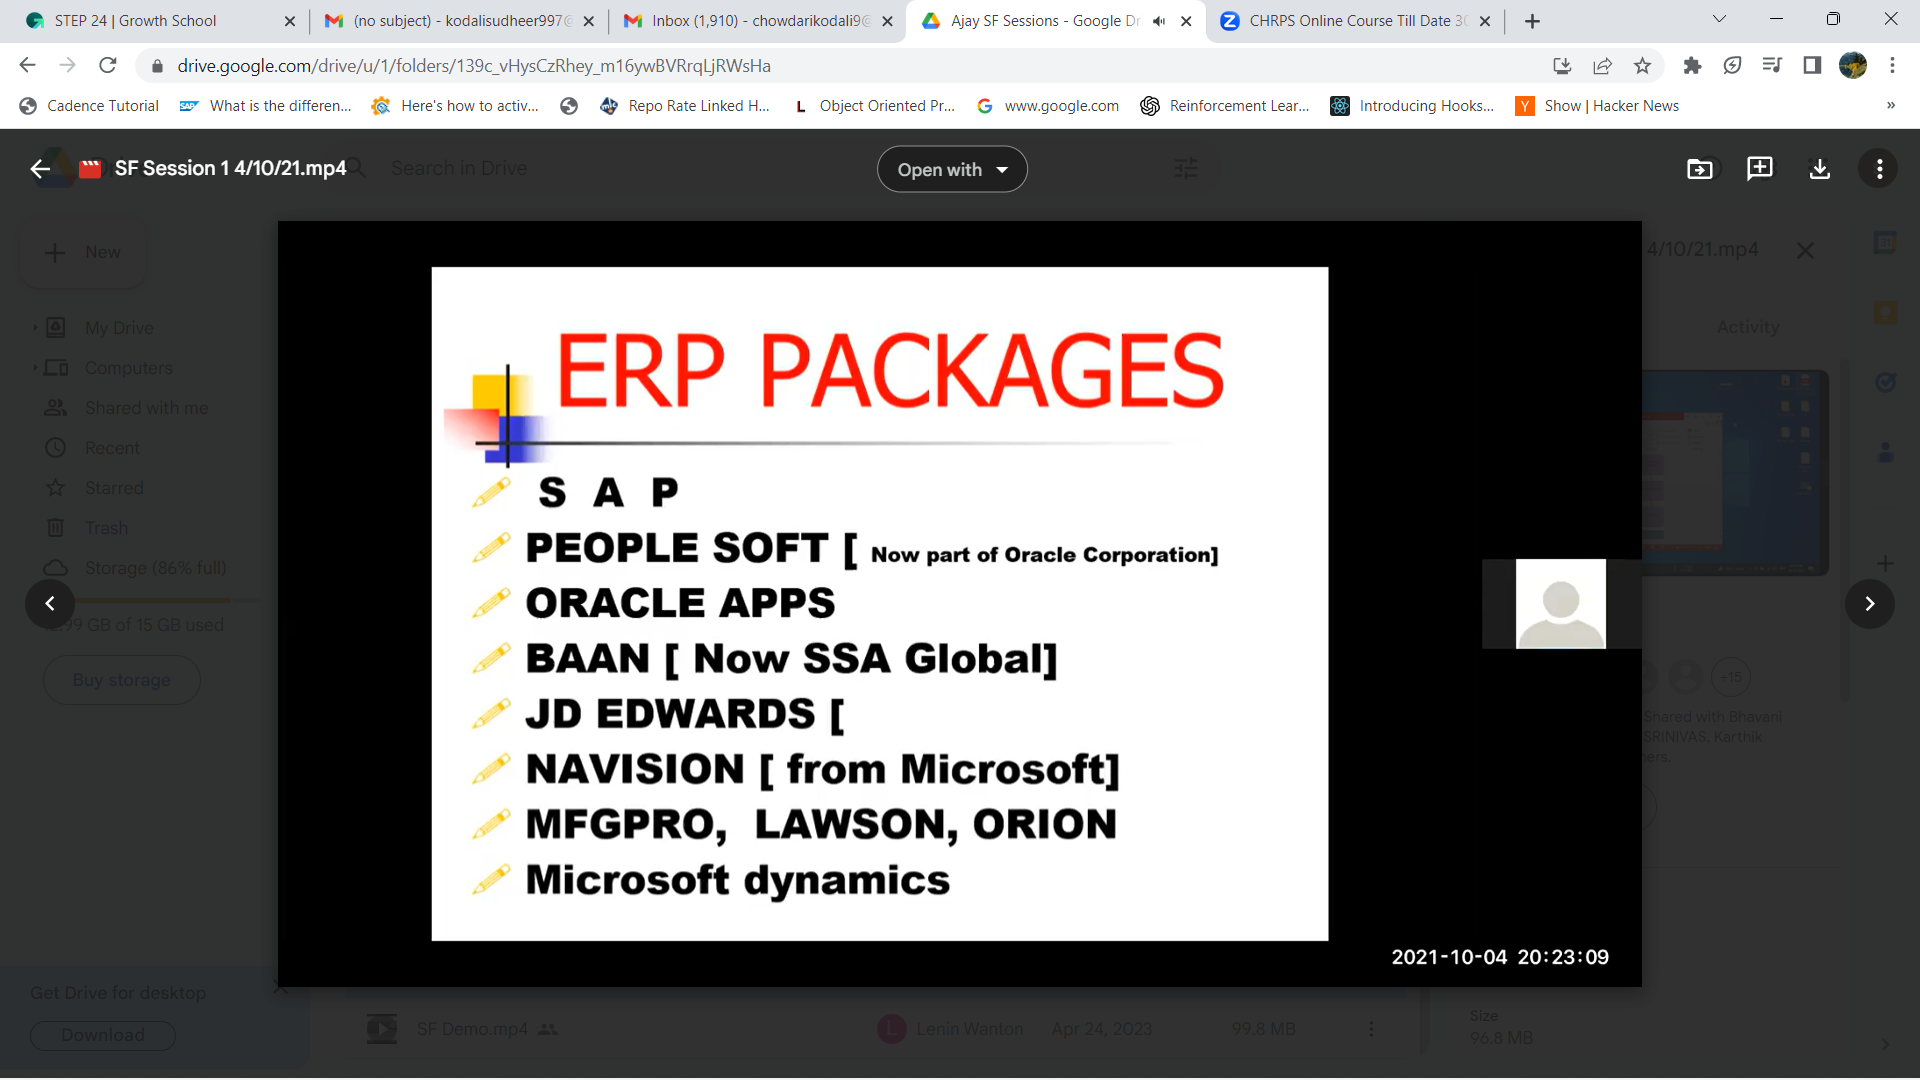 STEP 24 | Growth School
(no subject) - kodalisudheer997@
Inbox (1,910) - chowdarikodali9@
Ajay SF Sessions - Google Dr
CHRPS Online Course Till Date 30
drive.google.com/drive/u/1/folders/139c_vHysCzRhey_m16ywBVRrqLjRWsHa
Cadence Tutorial
What is the differen...
Here's how to activ...
Repo Rate Linked H...
Object Oriented Pr...
www.google.com
Reinforcement Lear...
Introducing Hooks...
Show | Hacker News
»
SF Session 1 4/10/21.mp4
Search in Drive
Open with
New
My Drive
Computers
Shared with me
Recent
Starred
Trash
Storage (86% full)
GB of 15 GB used
Buy storage
Get Drive for desktop
Download
ERP PACKAGES
S A P
PEOPLE SOFT [ Now part of Oracle Corporation]
ORACLE APPS
BAAN [ Now SSA Global]
JD EDWARDS [
NAVISION [ from Microsoft]
MFGPRO, LAWSON, ORION
Microsoft dynamics
2021-10-04 20:23:09
4/10/21.mp4
Activity
+15
Shared with Bhavani
SRINIVAS, Karthik
SF Demo.mp4
L
Lenin Wanton
Apr 24, 2023
99.8 MB
Size
96.8 MB